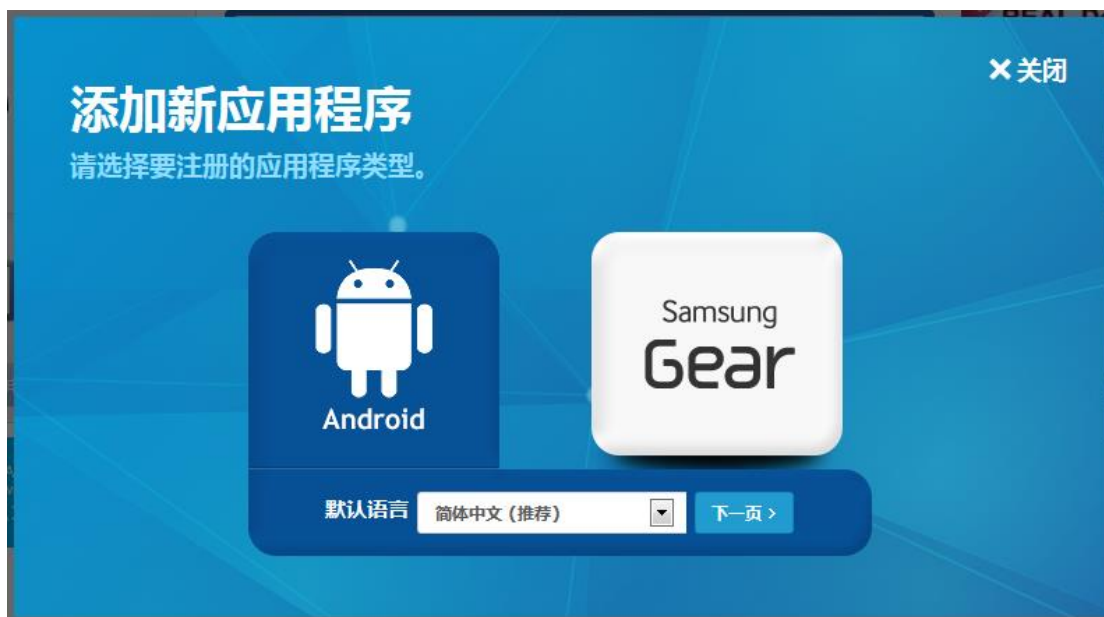 ✕关闭
添加新应用程序
请选择要注册的应用程序类型。
Android
Samsung
Gear
默认语言 简体中文 (推荐) 下一页 >